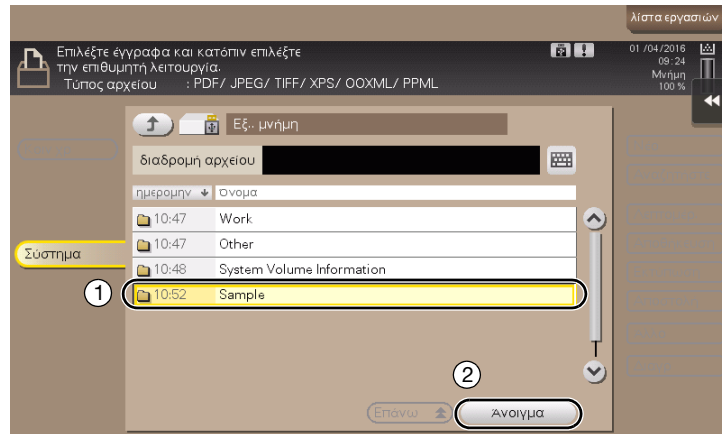 λίστα εργασιών
Επιλέξτε έγγραφα και κατόπιν επιλέξτε
την επιθυμητή λειτουργία.
Τύπος αρχείου : PDF/ JPEG/ TIFF/ XPS/ OOXML/ PPML
01 /04/2016
09:24
Μνήμη
100 %
Εξ.. μνήμη
διαδρομή αρχείου
ημερομην Όνομα
10:47 Work
10:47 Other
Σύστημα
10:48 System Volume Information
1
10:52 Sample
2
Επάνω Άνοιγμα